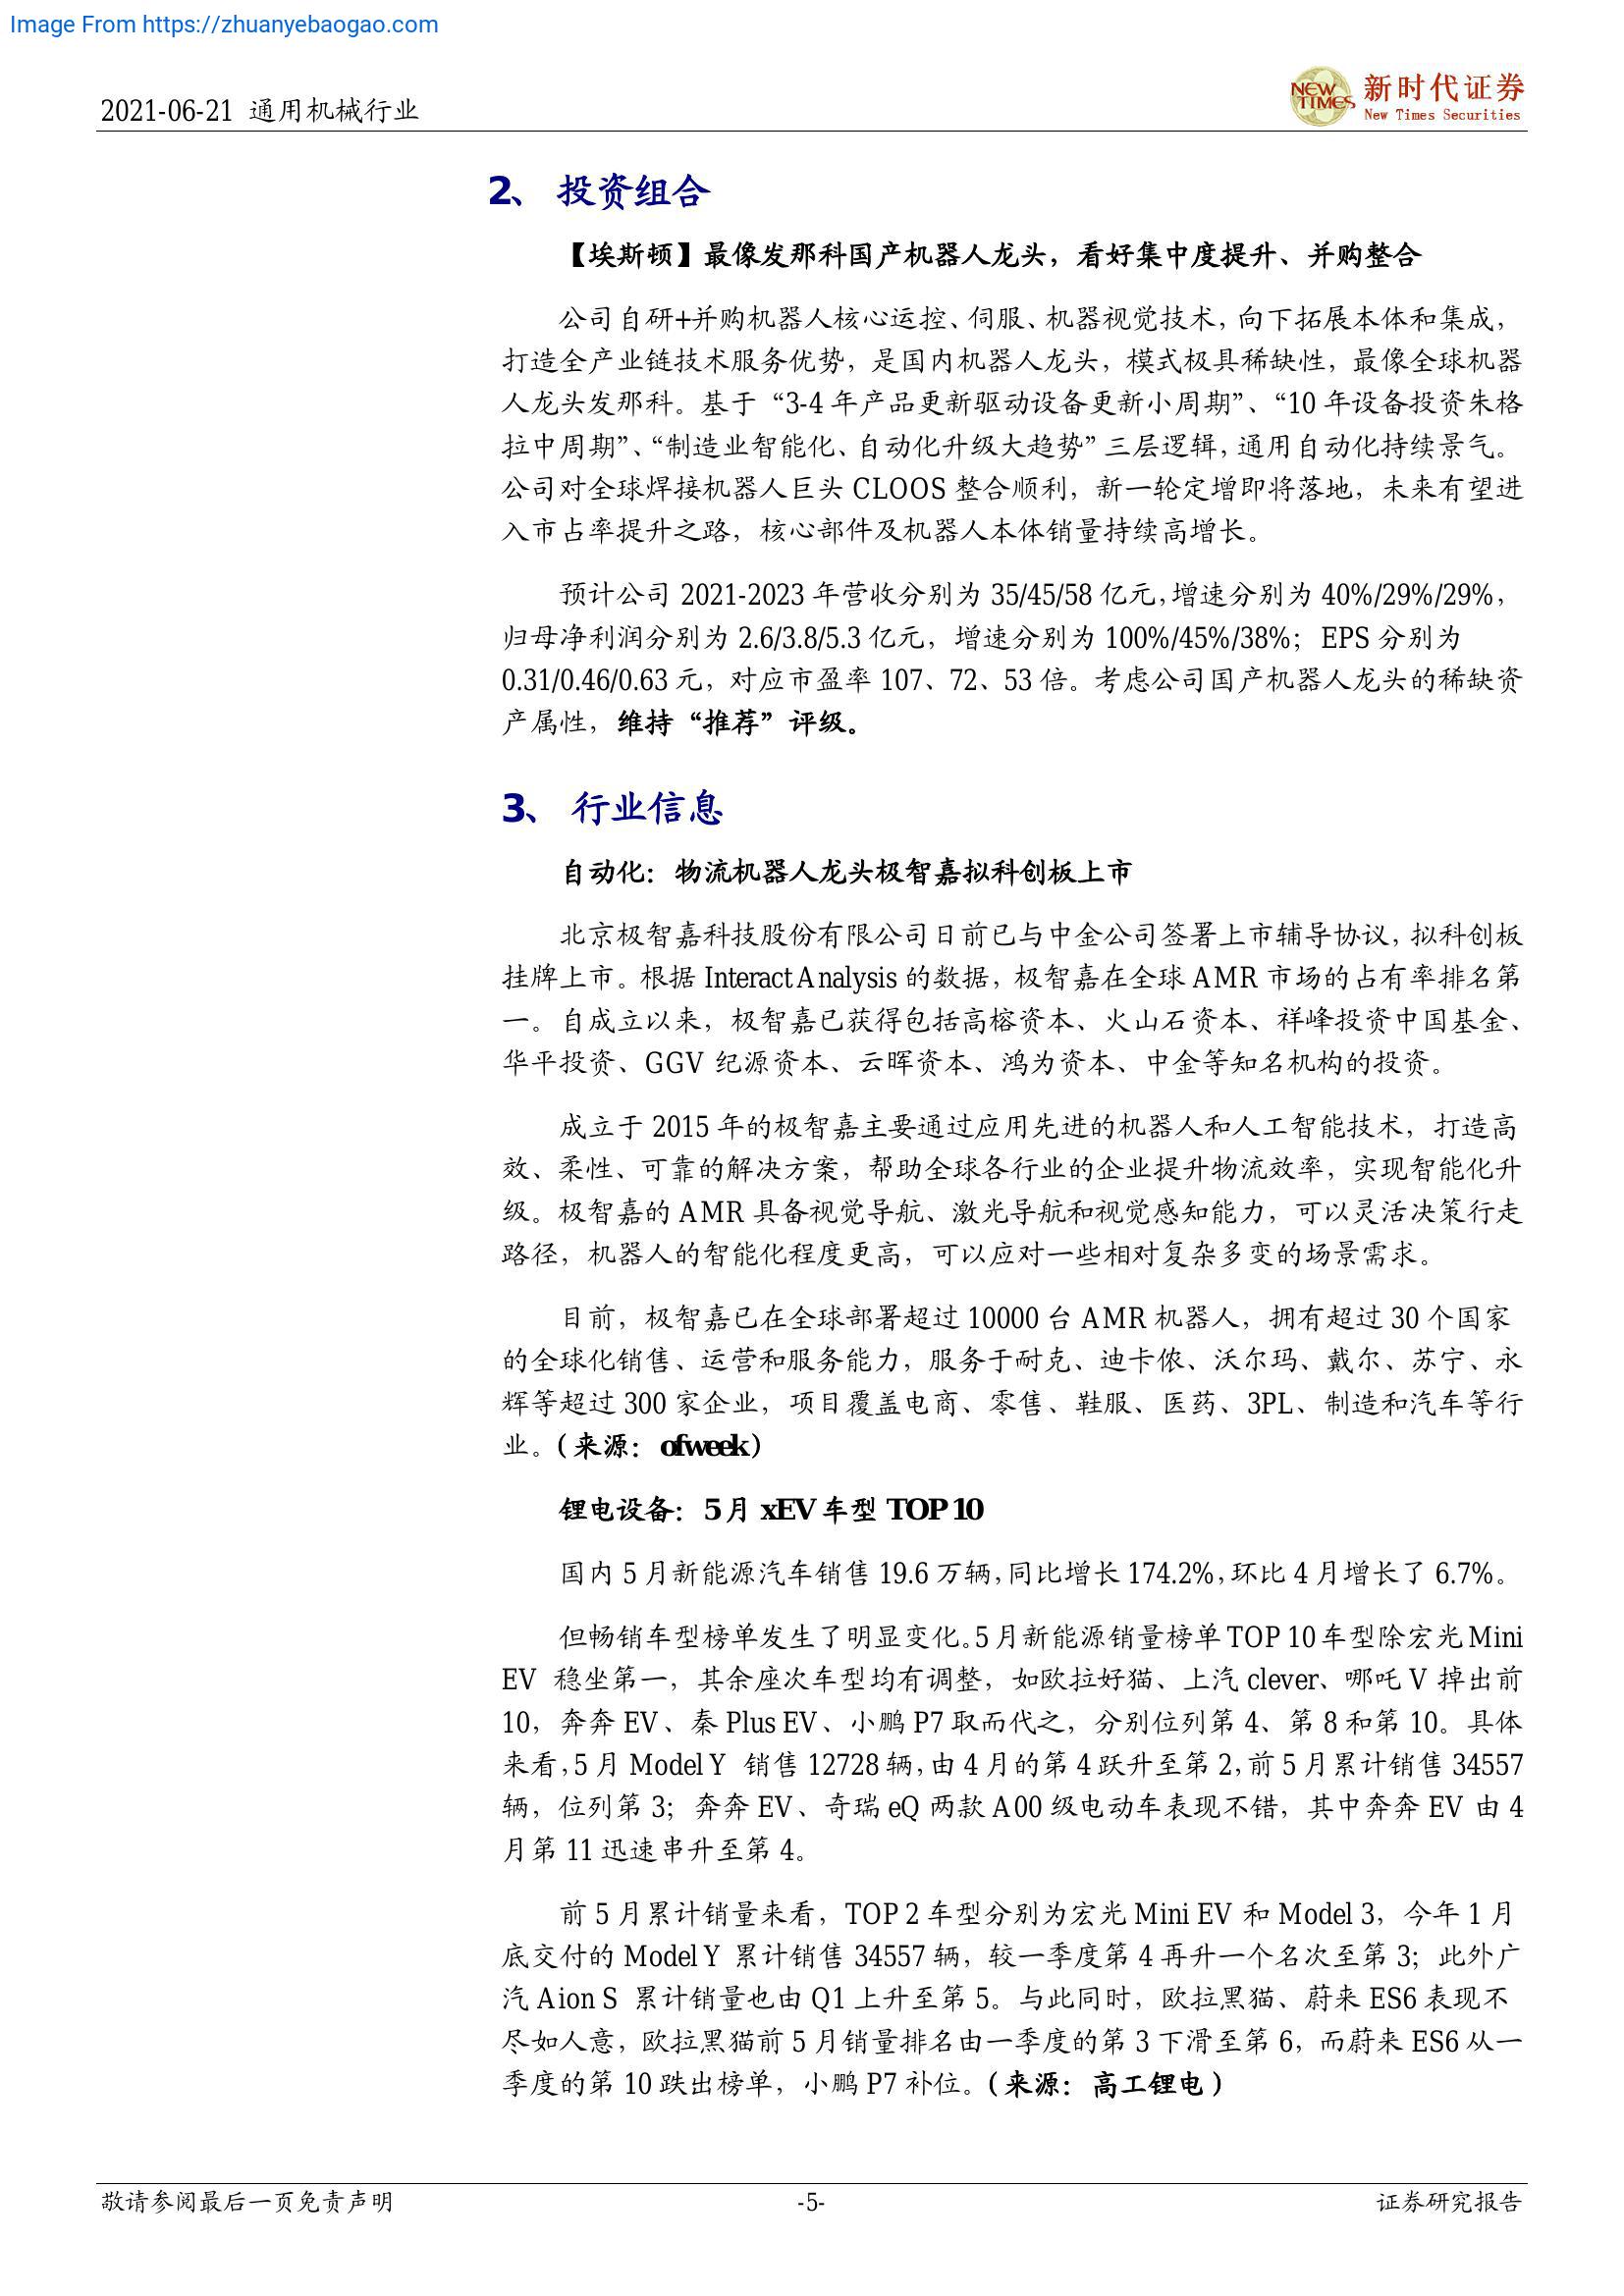 Image From https://zhuanyebaogao.com
2021-06-21 通用机械行业
NEW TIMES 新时代证券
New Times Securities
2、 投资组合
【埃斯顿】最像发那科国产机器人龙头，看好集中度提升、并购整合
公司自研+并购机器人核心运控、伺服、机器视觉技术，向下拓展本体和集成，
打造全产业链技术服务优势，是国内机器人龙头，模式极具稀缺性，最像全球机器
人龙头发那科。基于“3-4 年产品更新驱动设备更新小周期”、“10 年设备投资朱格
拉中周期”、“制造业智能化、自动化升级大趋势”三层逻辑，通用自动化持续景气。
公司对全球焊接机器人巨头 CLOOS 整合顺利，新一轮定增即将落地，未来有望进
入市占率提升之路，核心部件及机器人本体销量持续高增长。
预计公司 2021-2023 年营收分别为 35/45/58 亿元，增速分别为 40%/29%/29%，
归母净利润分别为 2.6/3.8/5.3 亿元，增速分别为 100%/45%/38%；EPS 分别为
0.31/0.46/0.63 元，对应市盈率 107、72、53 倍。考虑公司国产机器人龙头的稀缺资
产属性，维持“推荐”评级。
3、 行业信息
自动化：物流机器人龙头极智嘉拟科创板上市
北京极智嘉科技股份有限公司日前已与中金公司签署上市辅导协议，拟科创板
挂牌上市。根据 Interact Analysis 的数据，极智嘉在全球 AMR 市场的占有率排名第
一。自成立以来，极智嘉已获得包括高榕资本、火山石资本、祥峰投资中国基金、
华平投资、GGV 纪源资本、云晖资本、鸿为资本、中金等知名机构的投资。
成立于 2015 年的极智嘉主要通过应用先进的机器人和人工智能技术，打造高
效、柔性、可靠的解决方案，帮助全球各行业的企业提升物流效率，实现智能化升
级。极智嘉的 AMR 具备视觉导航、激光导航和视觉感知能力，可以灵活决策行走
路径，机器人的智能化程度更高，可以应对一些相对复杂多变的场景需求。
目前，极智嘉已在全球部署超过 10000 台 AMR 机器人，拥有超过 30 个国家
的全球化销售、运营和服务能力，服务于耐克、迪卡侬、沃尔玛、戴尔、苏宁、永
辉等超过 300 家企业，项目覆盖电商、零售、鞋服、医药、3PL、制造和汽车等行
业。（来源：ofweek）
锂电设备：5 月 xEV 车型 TOP 10
国内 5 月新能源汽车销售 19.6 万辆，同比增长 174.2%，环比 4 月增长了 6.7%。
但畅销车型榜单发生了明显变化。5 月新能源销量榜单 TOP 10 车型除宏光 Mini
EV 稳坐第一，其余座次车型均有调整，如欧拉好猫、上汽 clever、哪吒 V 掉出前
10，奔奔 EV、秦 Plus EV、小鹏 P7 取而代之，分别位列第 4、第 8 和第 10。具体
来看，5 月 Model Y 销售 12728 辆，由 4 月的第 4 跃升至第 2，前 5 月累计销售 34557
辆，位列第 3；奔奔 EV、奇瑞 eQ 两款 A00 级电动车表现不错，其中奔奔 EV 由 4
月第 11 迅速串升至第 4。
前 5 月累计销量来看，TOP 2 车型分别为宏光 Mini EV 和 Model 3，今年 1 月
底交付的 Model Y 累计销售 34557 辆，较一季度第 4 再升一个名次至第 3；此外广
汽 Aion S 累计销量也由 Q1 上升至第 5。与此同时，欧拉黑猫、蔚来 ES6 表现不
尽如人意，欧拉黑猫前 5 月销量排名由一季度的第 3 下滑至第 6，而蔚来 ES6 从一
季度的第 10 跌出榜单，小鹏 P7 补位。（来源：高工锂电）
敬请参阅最后一页免责声明
-5-
证券研究报告